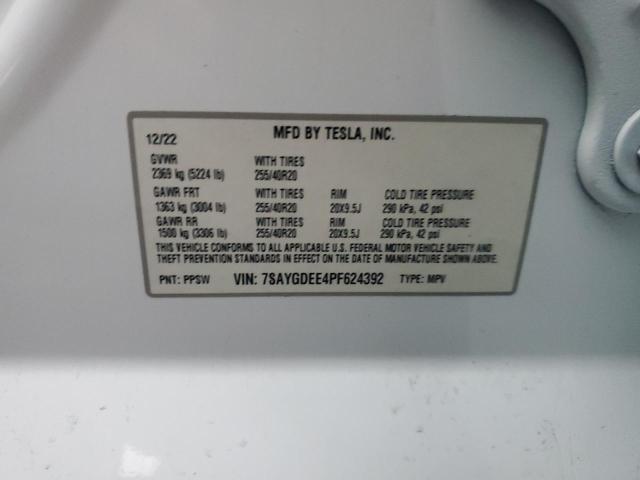 12/22 MFD BY TESLA, INC.
GVWR WITH TIRES
2369 kg (5224 lb) 255/40R20
GAWR FRT WITH TIRES RIM COLD TIRE PRESSURE
1363 kg (3004 lb) 255/40R20 20X9.5J 290 kPa, 42 psi
GAWR RR WITH TIRES RIM COLD TIRE PRESSURE
1500 kg (3306 lb) 255/40R20 20X9.5J 290 kPa, 42 psi
THIS VEHICLE CONFORMS TO ALL APPLICABLE U.S. FEDERAL MOTOR VEHICLE SAFETY AND
THEFT PREVENTION STANDARDS IN EFFECT ON THE DATE OF MANUFACTURE SHOWN ABOVE.
PNT: PPSW VIN: 7SAYGDEE4PF624392 TYPE: MPV